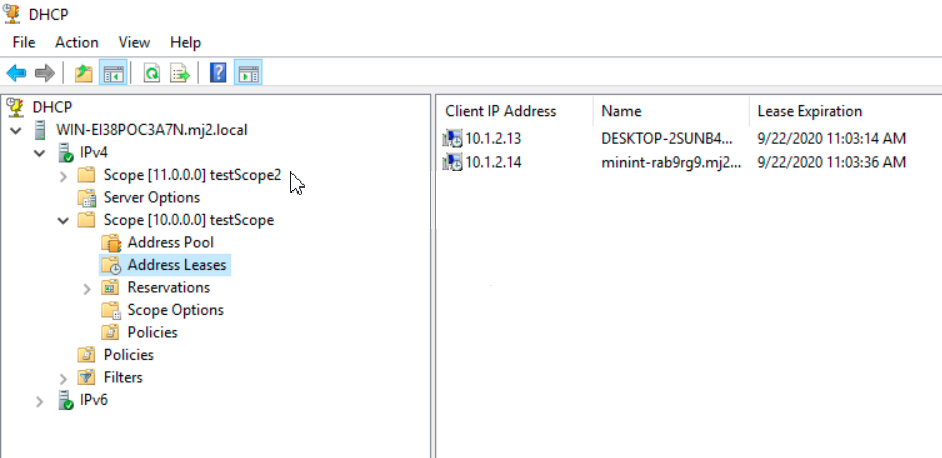 DHCP
File Action View Help
DHCP
WIN-EI38POC3A7N.mj2.local
IPv4
Scope [11.0.0.0] testScope2
Server Options
Scope [10.0.0.0] testScope
Address Pool
Address Leases
Reservations
Scope Options
Policies
Policies
Filters
IPv6
Client IP Address Name Lease Expiration
10.1.2.13 DESKTOP-2SUNB4... 9/22/2020 11:03:14 AM
10.1.2.14 minint-rab9rg9.mj2... 9/22/2020 11:03:36 AM